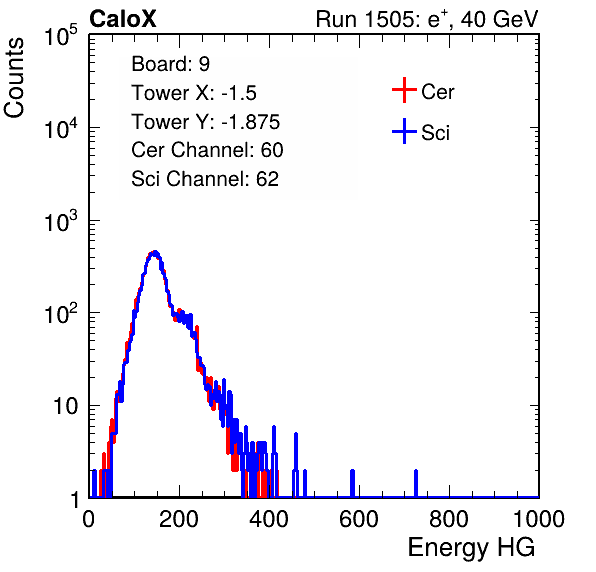 CaloX Run 1505: e⁺, 40 GeV
Counts
Board: 9
Tower X: -1.5
Tower Y: -1.875
Cer Channel: 60
Sci Channel: 62
Cer
Sci
10⁵
10⁴
10³
10²
10
1
0 200 400 600 800 1000
Energy HG